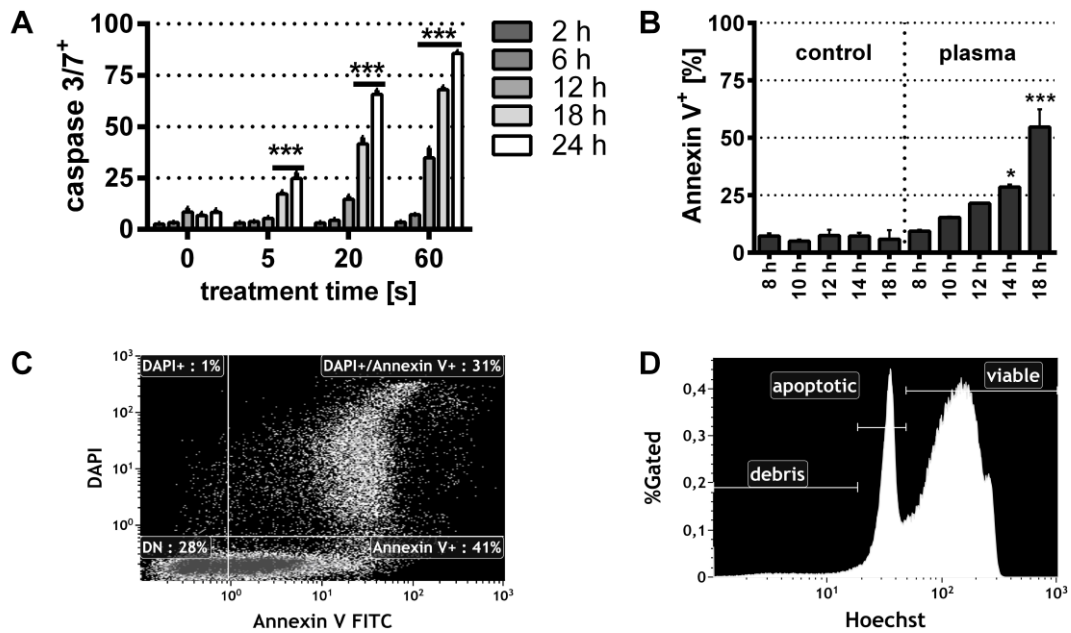 A
caspase 3/7+
100
75
50
25
0
***
***
***
0 5 20 60
treatment time [s]
2 h
6 h
12 h
18 h
24 h
B
Annexin V+ [%]
100
75
50
25
0
control
plasma
*
***
8 h 10 h 12 h 14 h 18 h 8 h 10 h 12 h 14 h 18 h
C
DAPI
10³
10²
10¹
10⁰
DAPI+ : 1%
DAPI+/Annexin V+ : 31%
DN : 28%
Annexin V+ : 41%
10⁰ 10¹ 10² 10³
Annexin V FITC
D
%Gated
0,4
0,3
0,2
0,1
0
apoptotic
viable
debris
10¹ 10² 10³
Hoechst